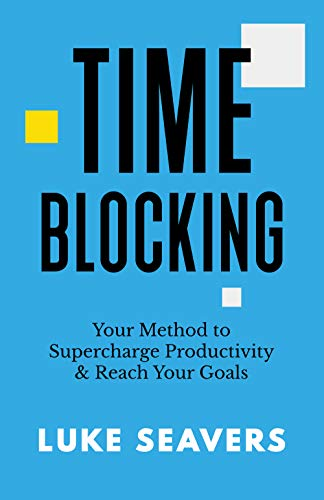 TIME
BLOCKING
Your Method to
Supercharge Productivity
& Reach Your Goals
LUKE SEAVERS